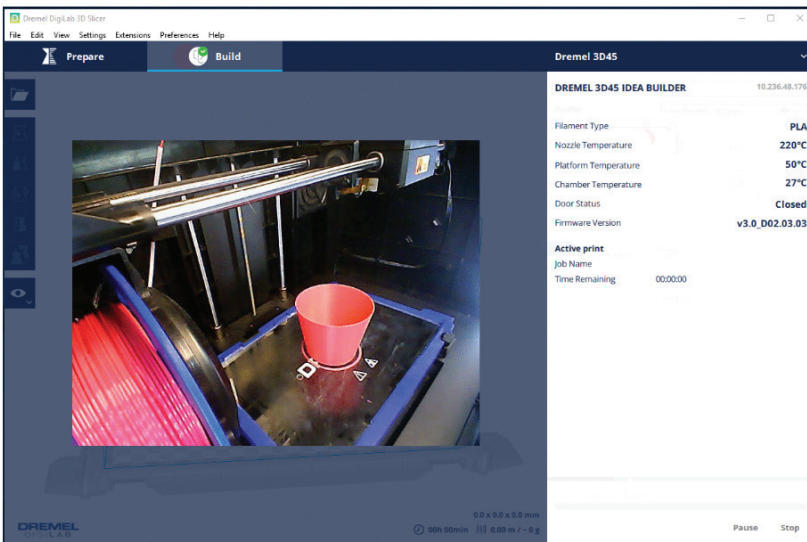 Dremel DigiLab 3D Slicer
File Edit View Settings Extensions Preferences Help
Prepare
Build
Dremel 3D45
DREMEL 3D45 IDEA BUILDER 10.236.48.176
Filament Type PLA
Nozzle Temperature 220°C
Platform Temperature 50°C
Chamber Temperature 27°C
Door Status Closed
Firmware Version v3.0_D02.03.03
Active print
Job Name
Time Remaining 00:00:00
0.0 x 0.0 x 0.0 mm
00h 00min 0.00 m / ~ 0 g
DREMEL
DIGILAB
Pause Stop